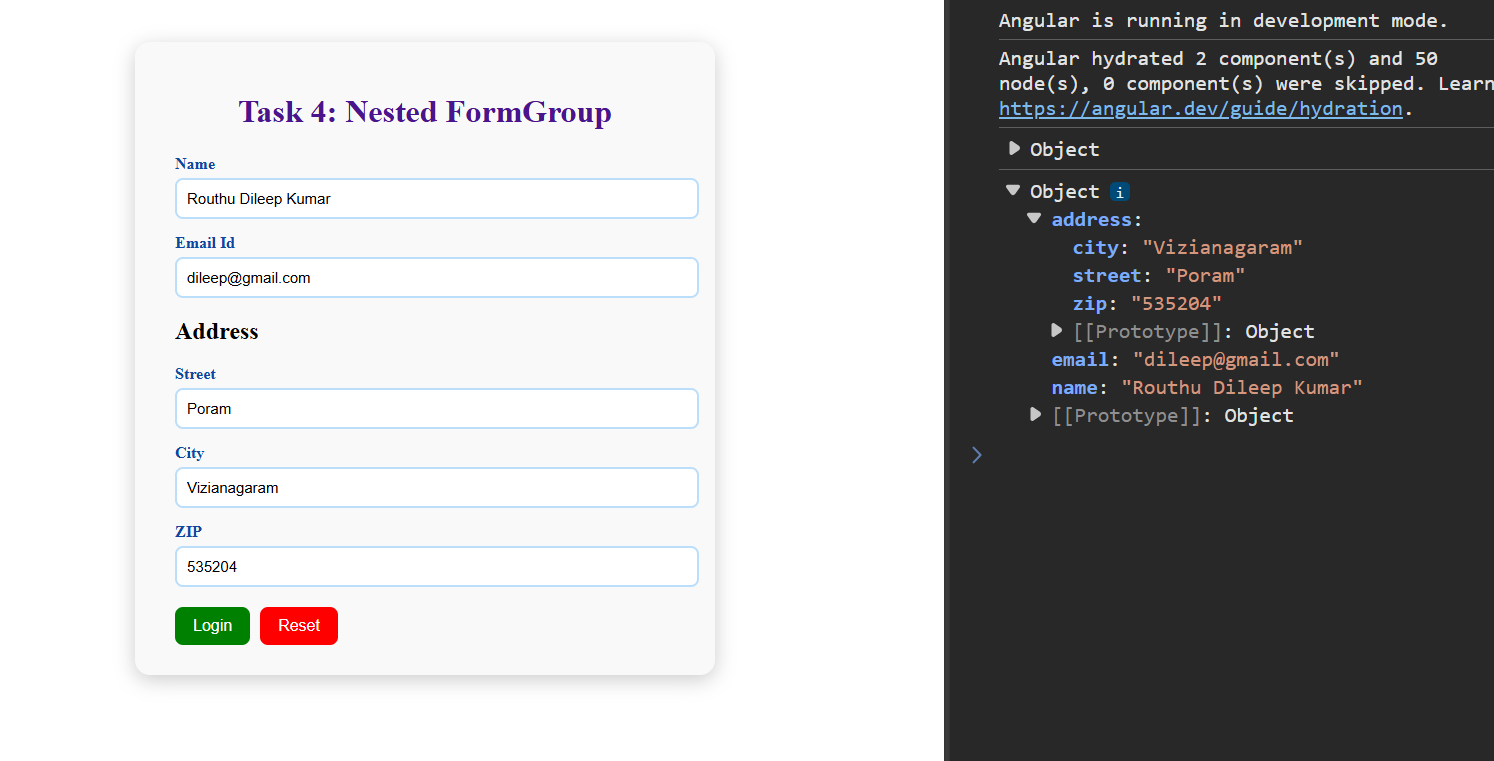 Task 4: Nested FormGroup
Name
Routhu Dileep Kumar
Email Id
dileep@gmail.com
Address
Street
Poram
City
Vizianagaram
ZIP
535204
Login Reset
Angular is running in development mode.
Angular hydrated 2 component(s) and 50
node(s), 0 component(s) were skipped. Learn
https://angular.dev/guide/hydration.
Object
Object i
address:
city: "Vizianagaram"
street: "Poram"
zip: "535204"
[[Prototype]]: Object
email: "dileep@gmail.com"
name: "Routhu Dileep Kumar"
[[Prototype]]: Object